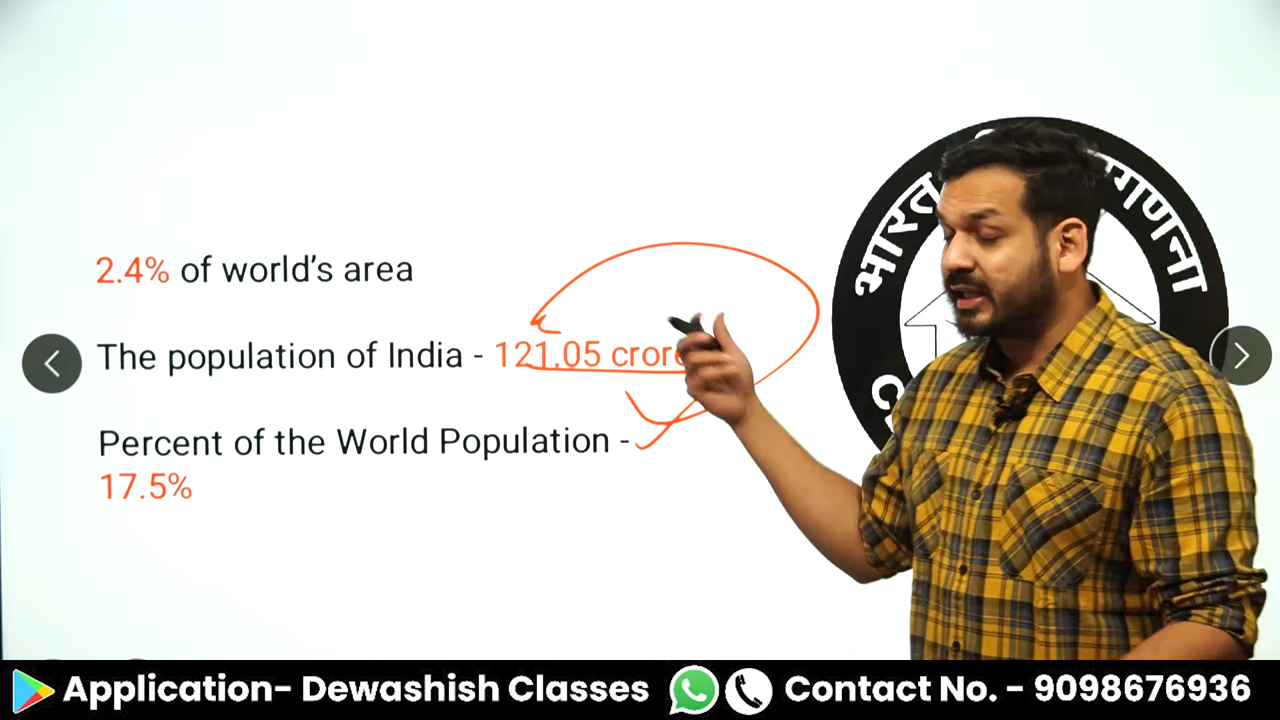 2.4% of world's area
The population of India - 121.05 crore
Percent of the World Population -
17.5%
भारत
Application- Dewashish Classes
Contact No. - 9098676936